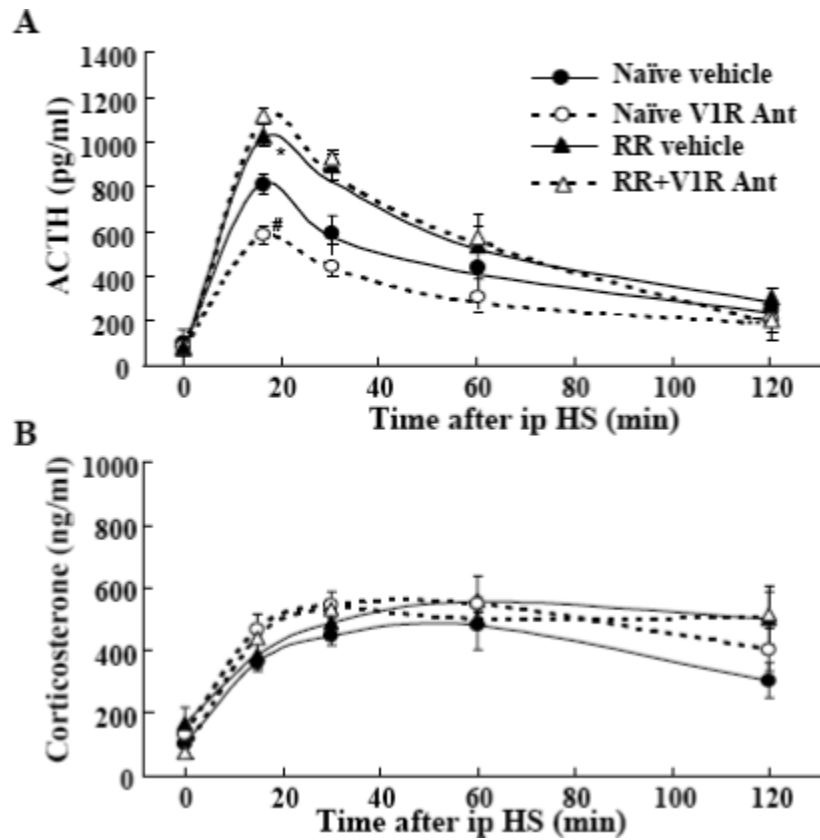 A
1400
1200
1000
800
600
400
200
0
ACTH (pg/ml)
Naïve vehicle
Naïve V1R Ant
RR vehicle
RR+V1R Ant
*
#
0 20 40 60 80 100 120
Time after ip HS (min)
B
1000
800
600
400
200
0
Corticosterone (ng/ml)
0 20 40 60 80 100 120
Time after ip HS (min)